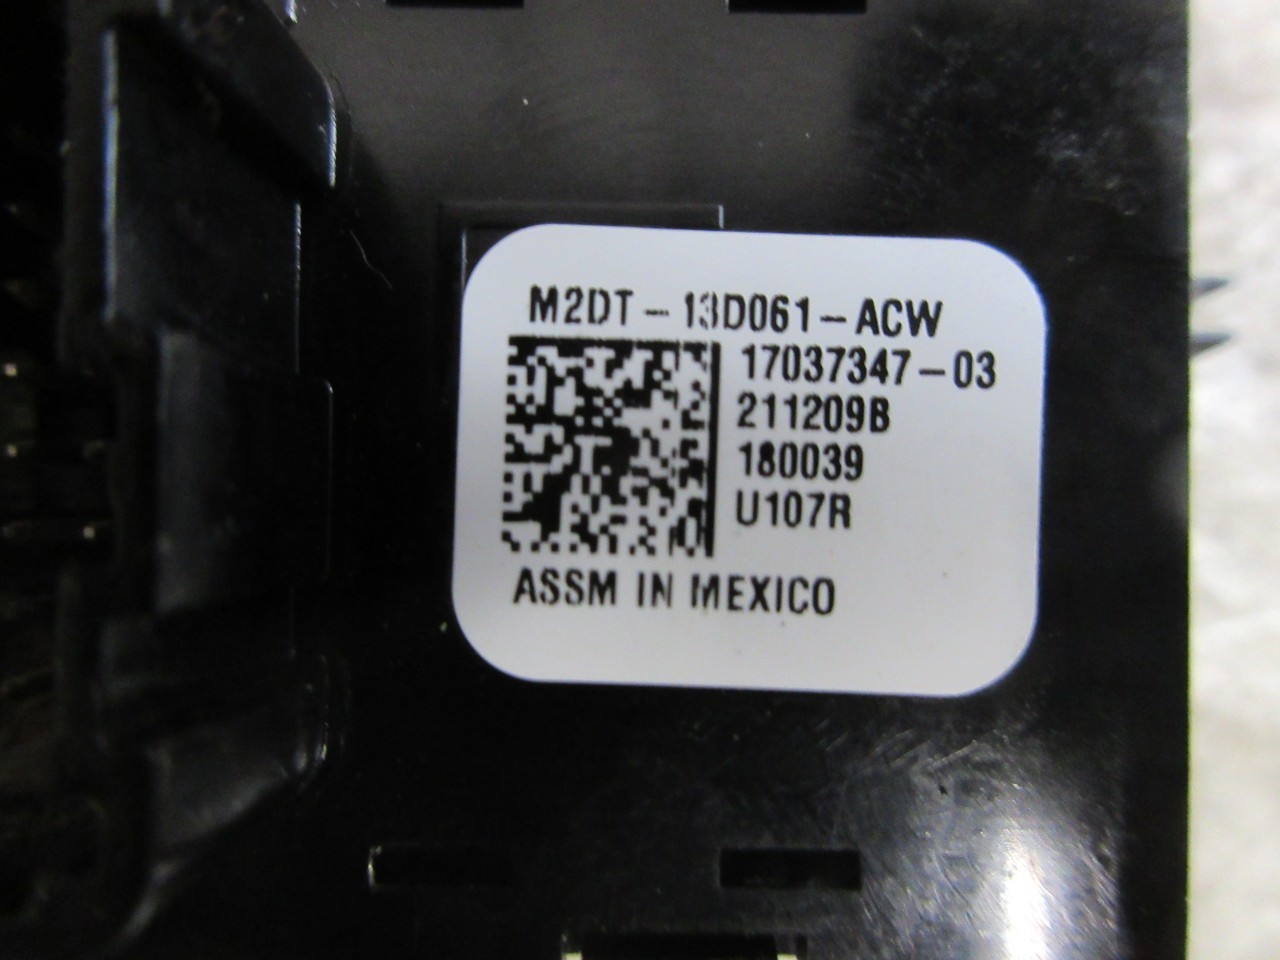 M2DT-13D061-ACW
17037347-03
211209B
180039
U107R
ASSM IN MEXICO